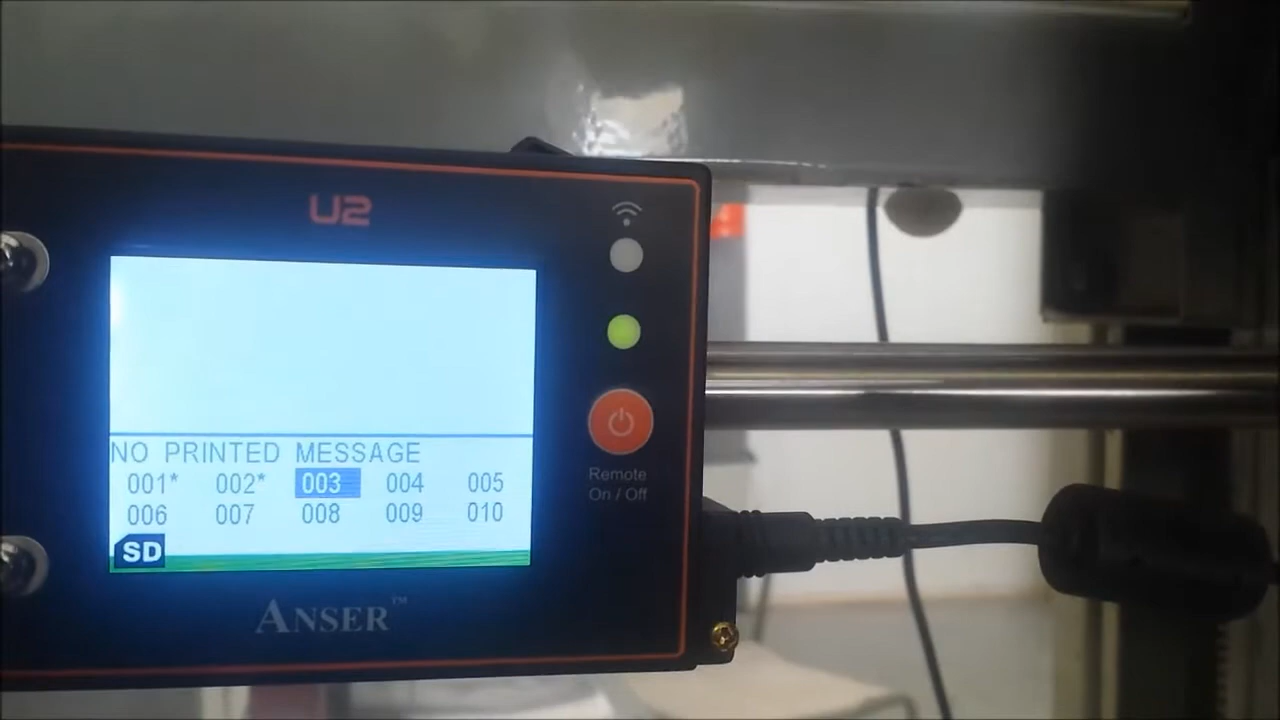 U2
NO PRINTED MESSAGE
001* 002* 003 004 005
006 007 008 009 010
SD
Remote
On / Off
ANSER™